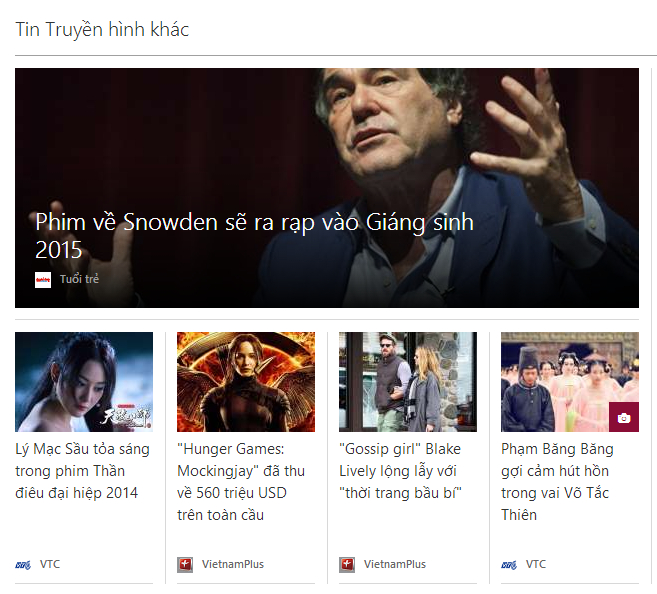 Tin Truyền hình khác
Phim về Snowden sẽ ra rạp vào Giáng sinh
2015
Tuổi trẻ
Lý Mạc Sầu tỏa sáng
trong phim Thần
điêu đại hiệp 2014
VTC
"Hunger Games:
Mockingjay" đã thu
về 560 triệu USD
trên toàn cầu
VietnamPlus
"Gossip girl" Blake
Lively lộng lẫy với
"thời trang bầu bí"
VietnamPlus
Phạm Băng Băng
gợi cảm hút hồn
trong vai Võ Tắc
Thiên
VTC